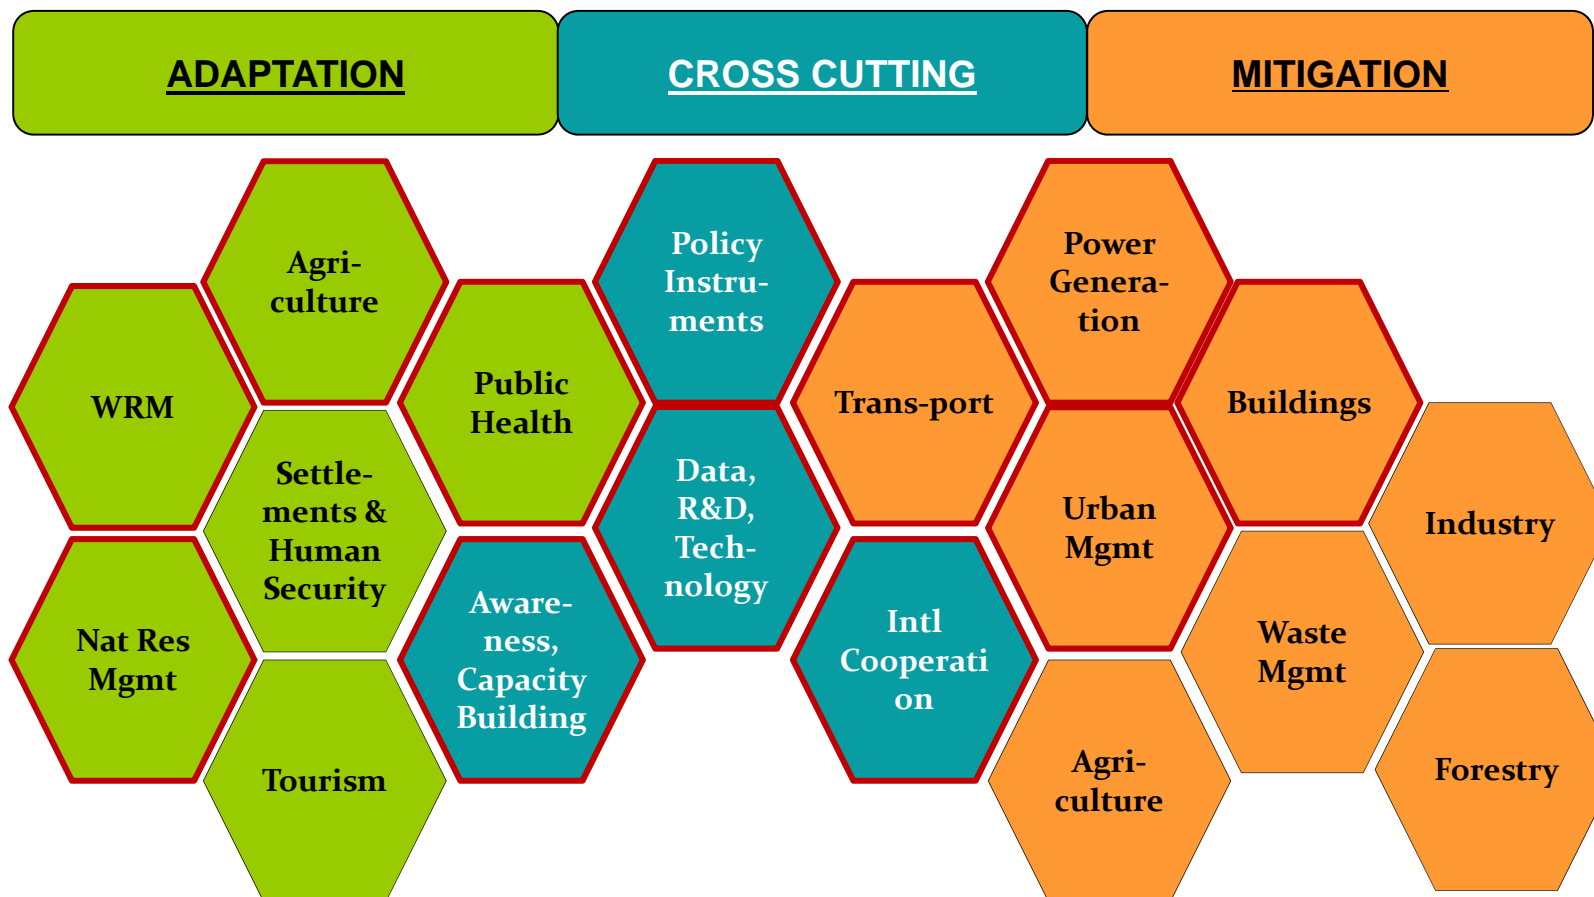 ADAPTATION
CROSS CUTTING
MITIGATION
Agri-
culture
WRM
Public
Health
Settle-
ments &
Human
Security
Nat Res
Mgmt
Tourism
Policy
Instru-
ments
Data,
R&D,
Tech-
nology
Aware-
ness,
Capacity
Building
Intl
Cooperati
on
Power
Genera-
tion
Trans-port
Buildings
Urban
Mgmt
Industry
Waste
Mgmt
Agri-
culture
Forestry